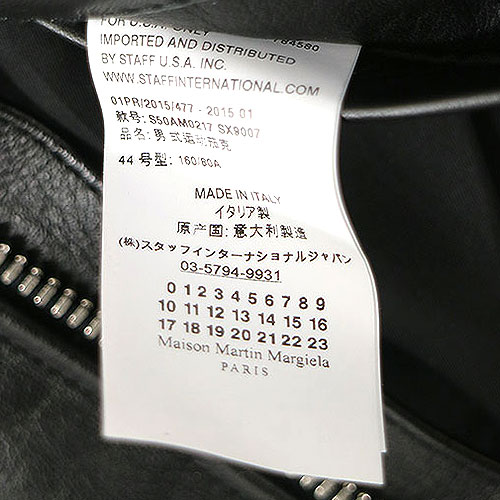 FOR U.S.A. ONLY 784580
IMPORTED AND DISTRIBUTED
BY STAFF U.S.A. INC.
WWW.STAFFINTERNATIONAL.COM
01PR/2015/477 - 2015 01
款号: S50AM0217 SX9007
品名: 男式运动茄克
44 号型: 160/80A
MADE IN ITALY
イタリア製
原产国: 意大利製造
(株)スタッフインターナショナルジャパン
03-5794-9931
0 1 2 3 4 5 6 7 8 9
10 11 12 13 14 15 16
17 18 19 20 21 22 23
Maison Martin Margiela
PARIS